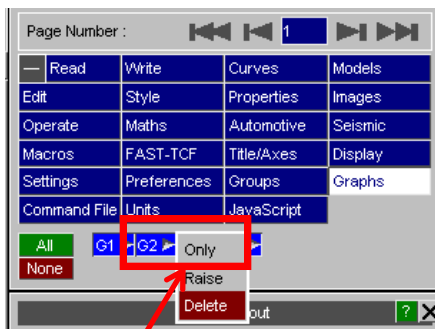 Page Number : 1
Read Write Curves Models
Edit Style Properties Images
Operate Maths Automotive Seismic
Macros FAST-TCF Title/Axes Display
Settings Preferences Groups Graphs
Command File Units JavaScript
All G1 G2 Only
None Raise
Delete out ? X